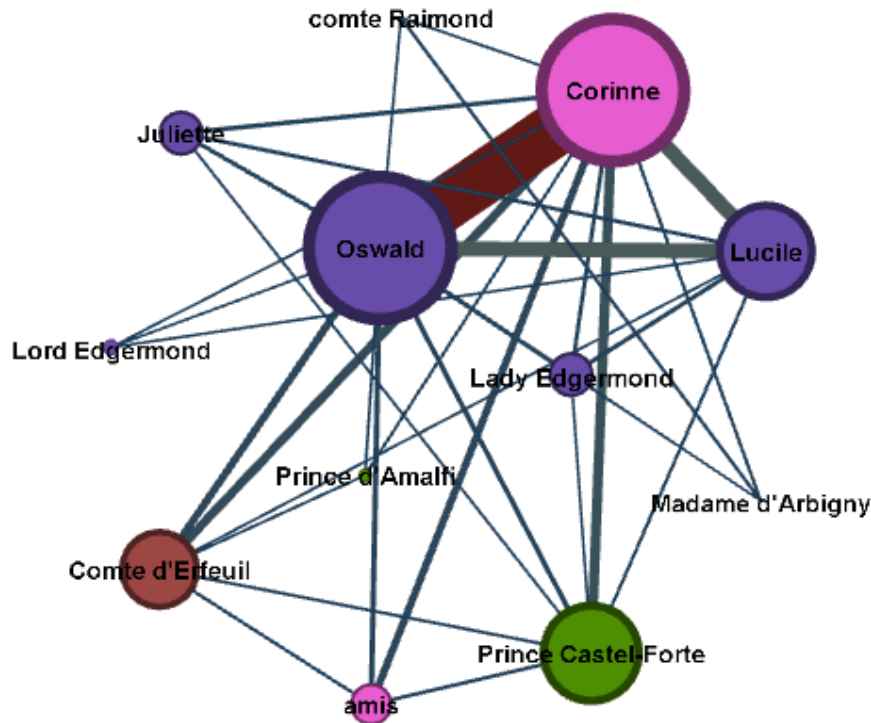 comte Raimond
Corinne
Juliette
Oswald
Lucile
Lord Edgermond
Lady Edgermond
Prince d'Amalfi
Madame d'Arbigny
Comte d'Erfeuil
Prince Castel-Forte
amis